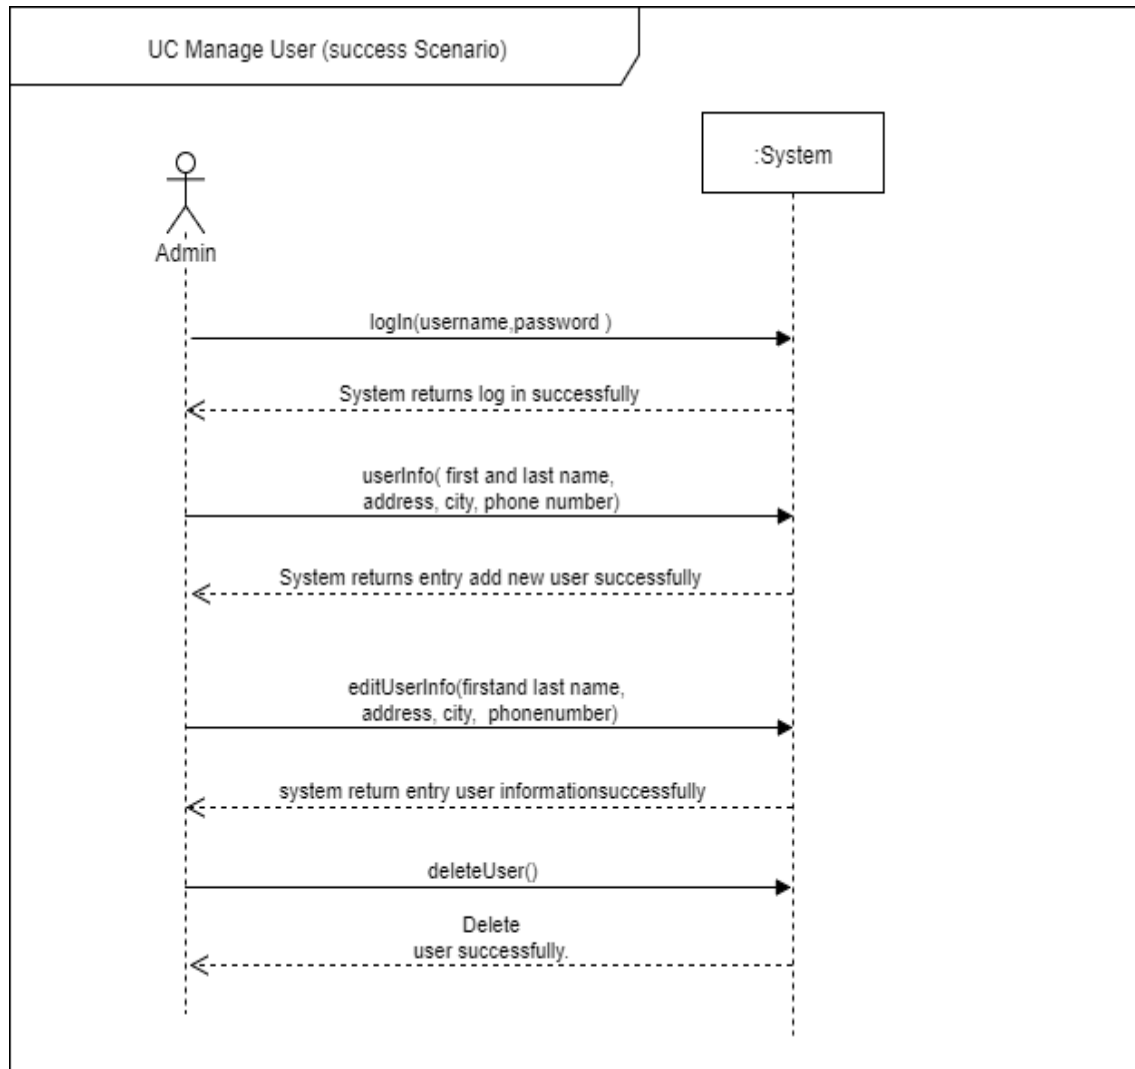 UC Manage User (success Scenario)
:System
Admin
logIn(username,password )
System returns log in successfully
userInfo( first and last name,
address, city, phone number)
System returns entry add new user successfully
editUserInfo(firstand last name,
address, city, phonenumber)
system return entry user informationsuccessfully
deleteUser()
Delete
user successfully.